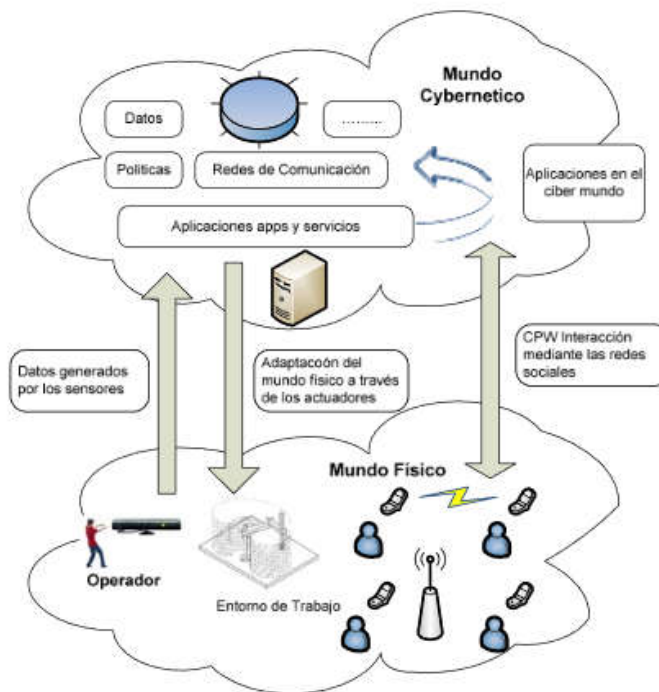 Mundo
Cybernetico
Datos
..........
Políticas
Redes de Comunicación
Aplicaciones en el
ciber mundo
Aplicaciones apps y servicios
Datos generados
por los sensores
Adaptacción del
mundo físico a través
de los actuadores
CPW Interacción
mediante las redes
sociales
Mundo Físico
Operador
Entorno de Trabajo